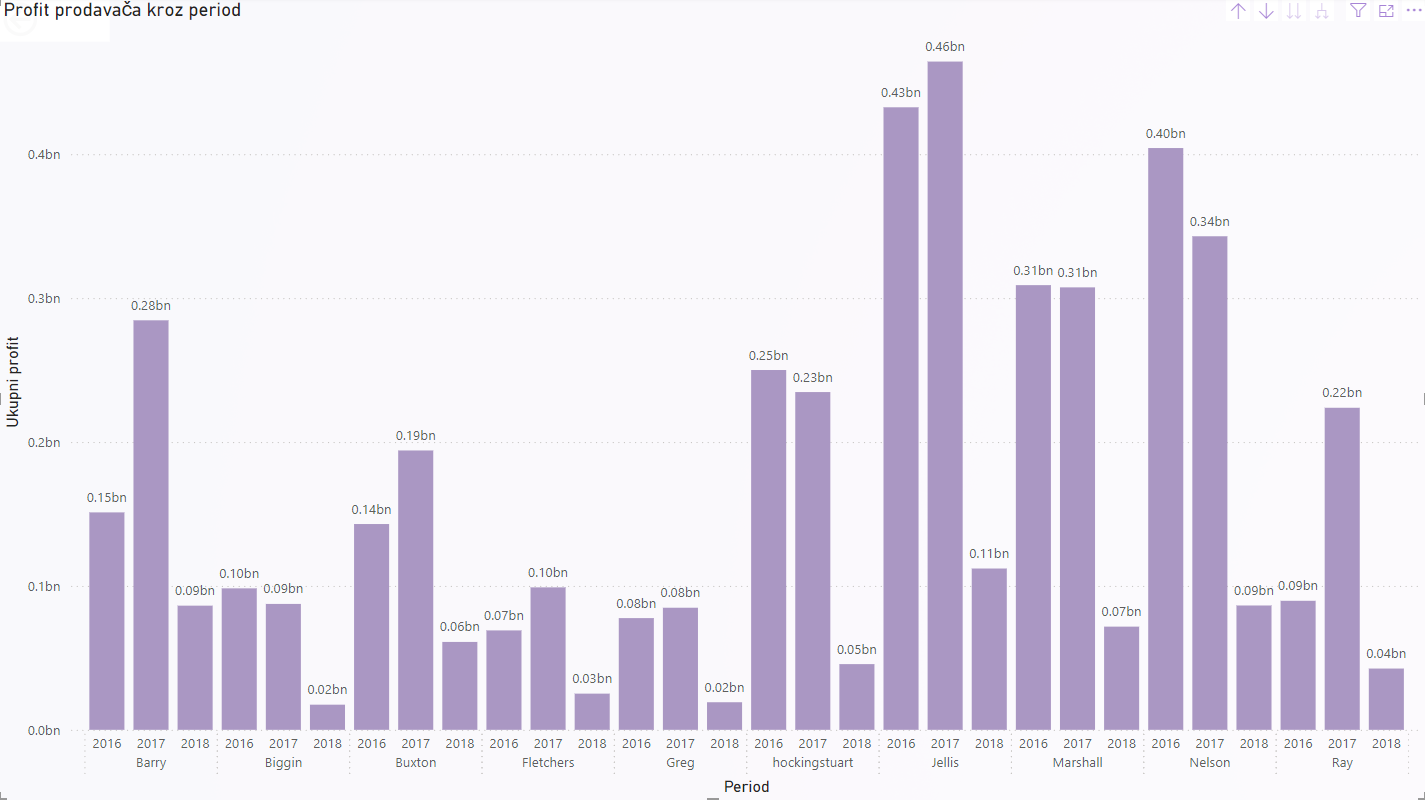 Profit prodavača kroz period
0.46bn
0.43bn
0.40bn
0.4bn
0.34bn
0.31bn 0.31bn
0.3bn
0.28bn
0.25bn
0.23bn
0.22bn
Ukupni profit
0.2bn
0.19bn
0.15bn
0.14bn
0.11bn
0.10bn
0.10bn
0.1bn
0.09bn
0.09bn
0.08bn
0.08bn
0.09bn
0.09bn
0.07bn
0.07bn
0.06bn
0.05bn
0.04bn
0.03bn
0.02bn
0.02bn
0.0bn
2016 2017 2018 2016 2017 2018 2016 2017 2018 2016 2017 2018 2016 2017 2018 2016 2017 2018 2016 2017 2018 2016 2017 2018 2016 2017 2018 2016 2017 2018
Barry Biggin Buxton Fletchers Greg hockingstuart Jellis Marshall Nelson Ray
Period